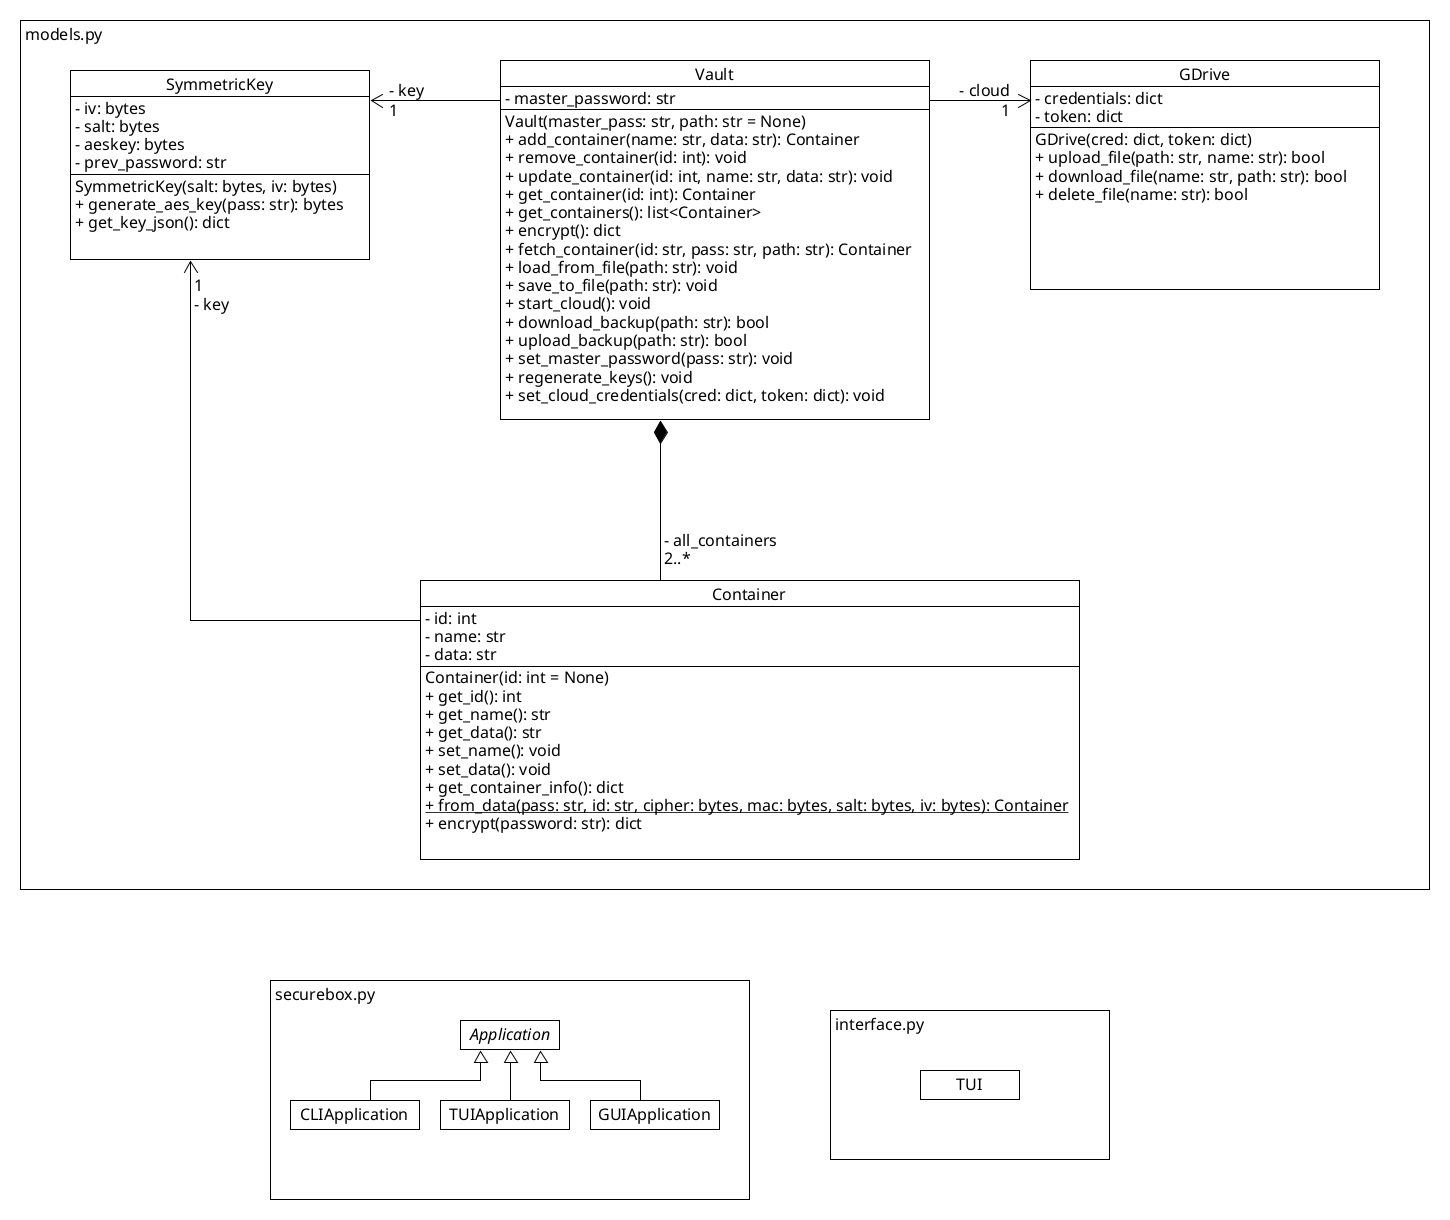 models.py
SymmetricKey
- iv: bytes
- salt: bytes
- aeskey: bytes
- prev_password: str
SymmetricKey(salt: bytes, iv: bytes)
+ generate_aes_key(pass: str): bytes
+ get_key_json(): dict
- key
1
Vault
- master_password: str
Vault(master_pass: str, path: str = None)
+ add_container(name: str, data: str): Container
+ remove_container(id: int): void
+ update_container(id: int, name: str, data: str): void
+ get_container(id: int): Container
+ get_containers(): list<Container>
+ encrypt(): dict
+ fetch_container(id: str, pass: str, path: str): Container
+ load_from_file(path: str): void
+ save_to_file(path: str): void
+ start_cloud(): void
+ download_backup(path: str): bool
+ upload_backup(path: str): bool
+ set_master_password(pass: str): void
+ regenerate_keys(): void
+ set_cloud_credentials(cred: dict, token: dict): void
- cloud
1
GDrive
- credentials: dict
- token: dict
GDrive(cred: dict, token: dict)
+ upload_file(path: str, name: str): bool
+ download_file(name: str, path: str): bool
+ delete_file(name: str): bool
1
- key
- all_containers
2..*
Container
- id: int
- name: str
- data: str
Container(id: int = None)
+ get_id(): int
+ get_name(): str
+ get_data(): str
+ set_name(): void
+ set_data(): void
+ get_container_info(): dict
+ from_data(pass: str, id: str, cipher: bytes, mac: bytes, salt: bytes, iv: bytes): Container
+ encrypt(password: str): dict
securebox.py
Application
CLIApplication
TUIApplication
GUIApplication
interface.py
TUI